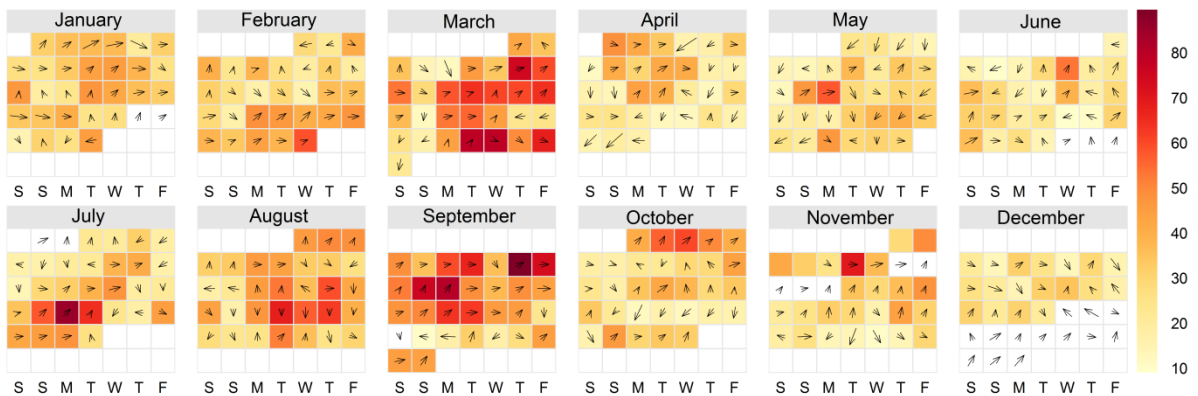 January February March April May June
S S M T W T F S S M T W T F S S M T W T F S S M T W T F S S M T W T F S S M T W T F
July August September October November December
S S M T W T F S S M T W T F S S M T W T F S S M T W T F S S M T W T F S S M T W T F
80
70
60
50
40
30
20
10